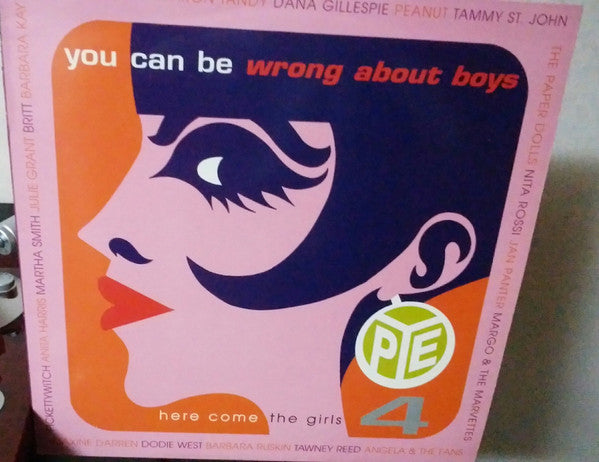 TANDY DANA GILLESPIE PEANUT TAMMY ST. JOHN
you can be wrong about boys
THE PAPER DOLLS NITA ROSSI JAN PANTER MARGO & THE MARVETTES
ANITA HARRIS MARTHA SMITH JULIE GRANT BRITT BARBARA KAY
PYE
here come the girls 4
DARREN DODIE WEST BARBARA RUSKIN TAWNEY REED ANGELA & THE FANS